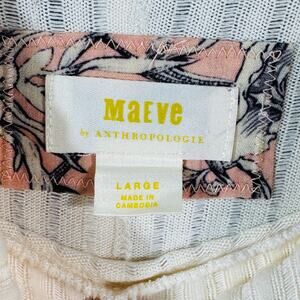 MAEVE
by ANTHROPOLOGIE
LARGE
MADE IN
CAMBODIA